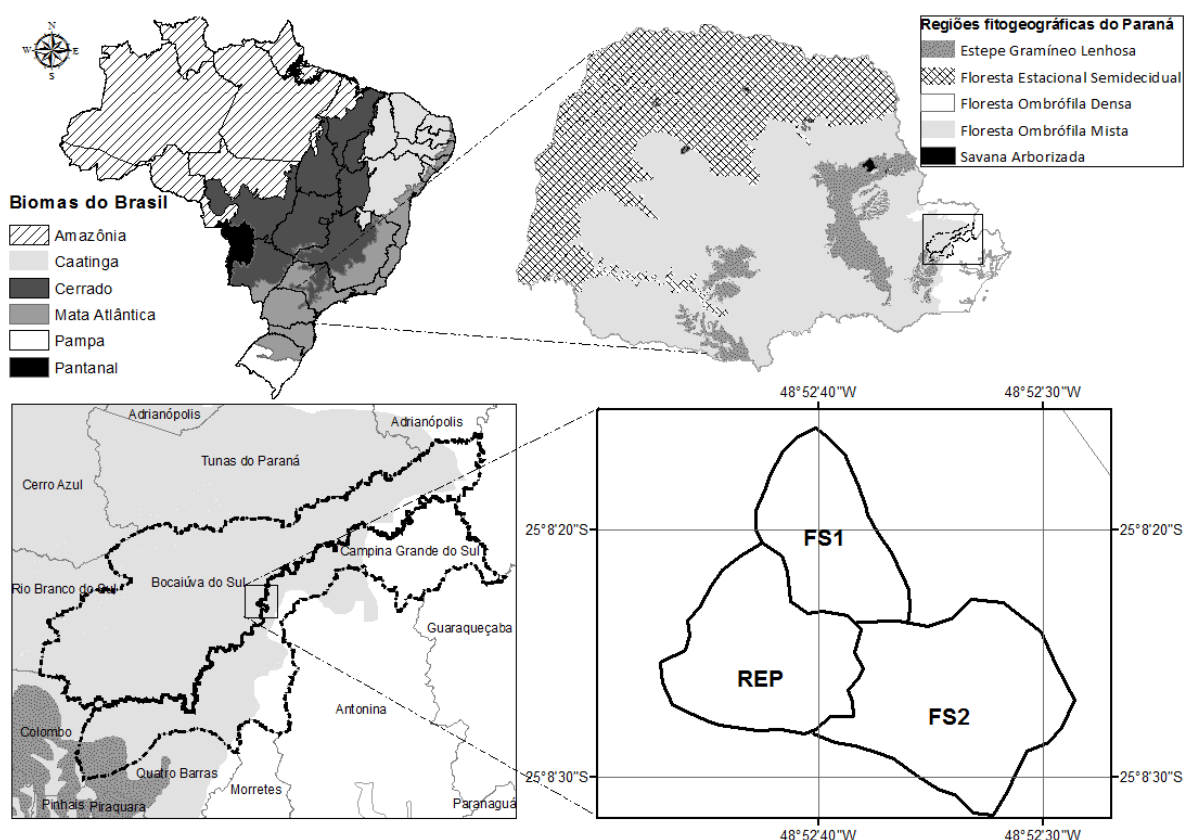 N
W
E
S
Biomas do Brasil
Amazônia
Caatinga
Cerrado
Mata Atlântica
Pampa
Pantanal
Regiões fitogeográficas do Paraná
Estepe Gramíneo Lenhosa
Floresta Estacional Semidecidual
Floresta Ombrófila Densa
Floresta Ombrófila Mista
Savana Arborizada
Adrianópolis
Adrianópolis
Tunas do Paraná
Cerro Azul
Campina Grande do Sul
Bocaiúva do Sul
Rio Branco do Sul
Guaraqueçaba
Antonina
Colombo
Quatro Barras
Morretes
Pinhais
Piraquara
Paranaguá
48°52'40"W
48°52'30"W
25°8'20"S
25°8'20"S
FS1
REP
FS2
25°8'30"S
25°8'30"S
48°52'40"W
48°52'30"W